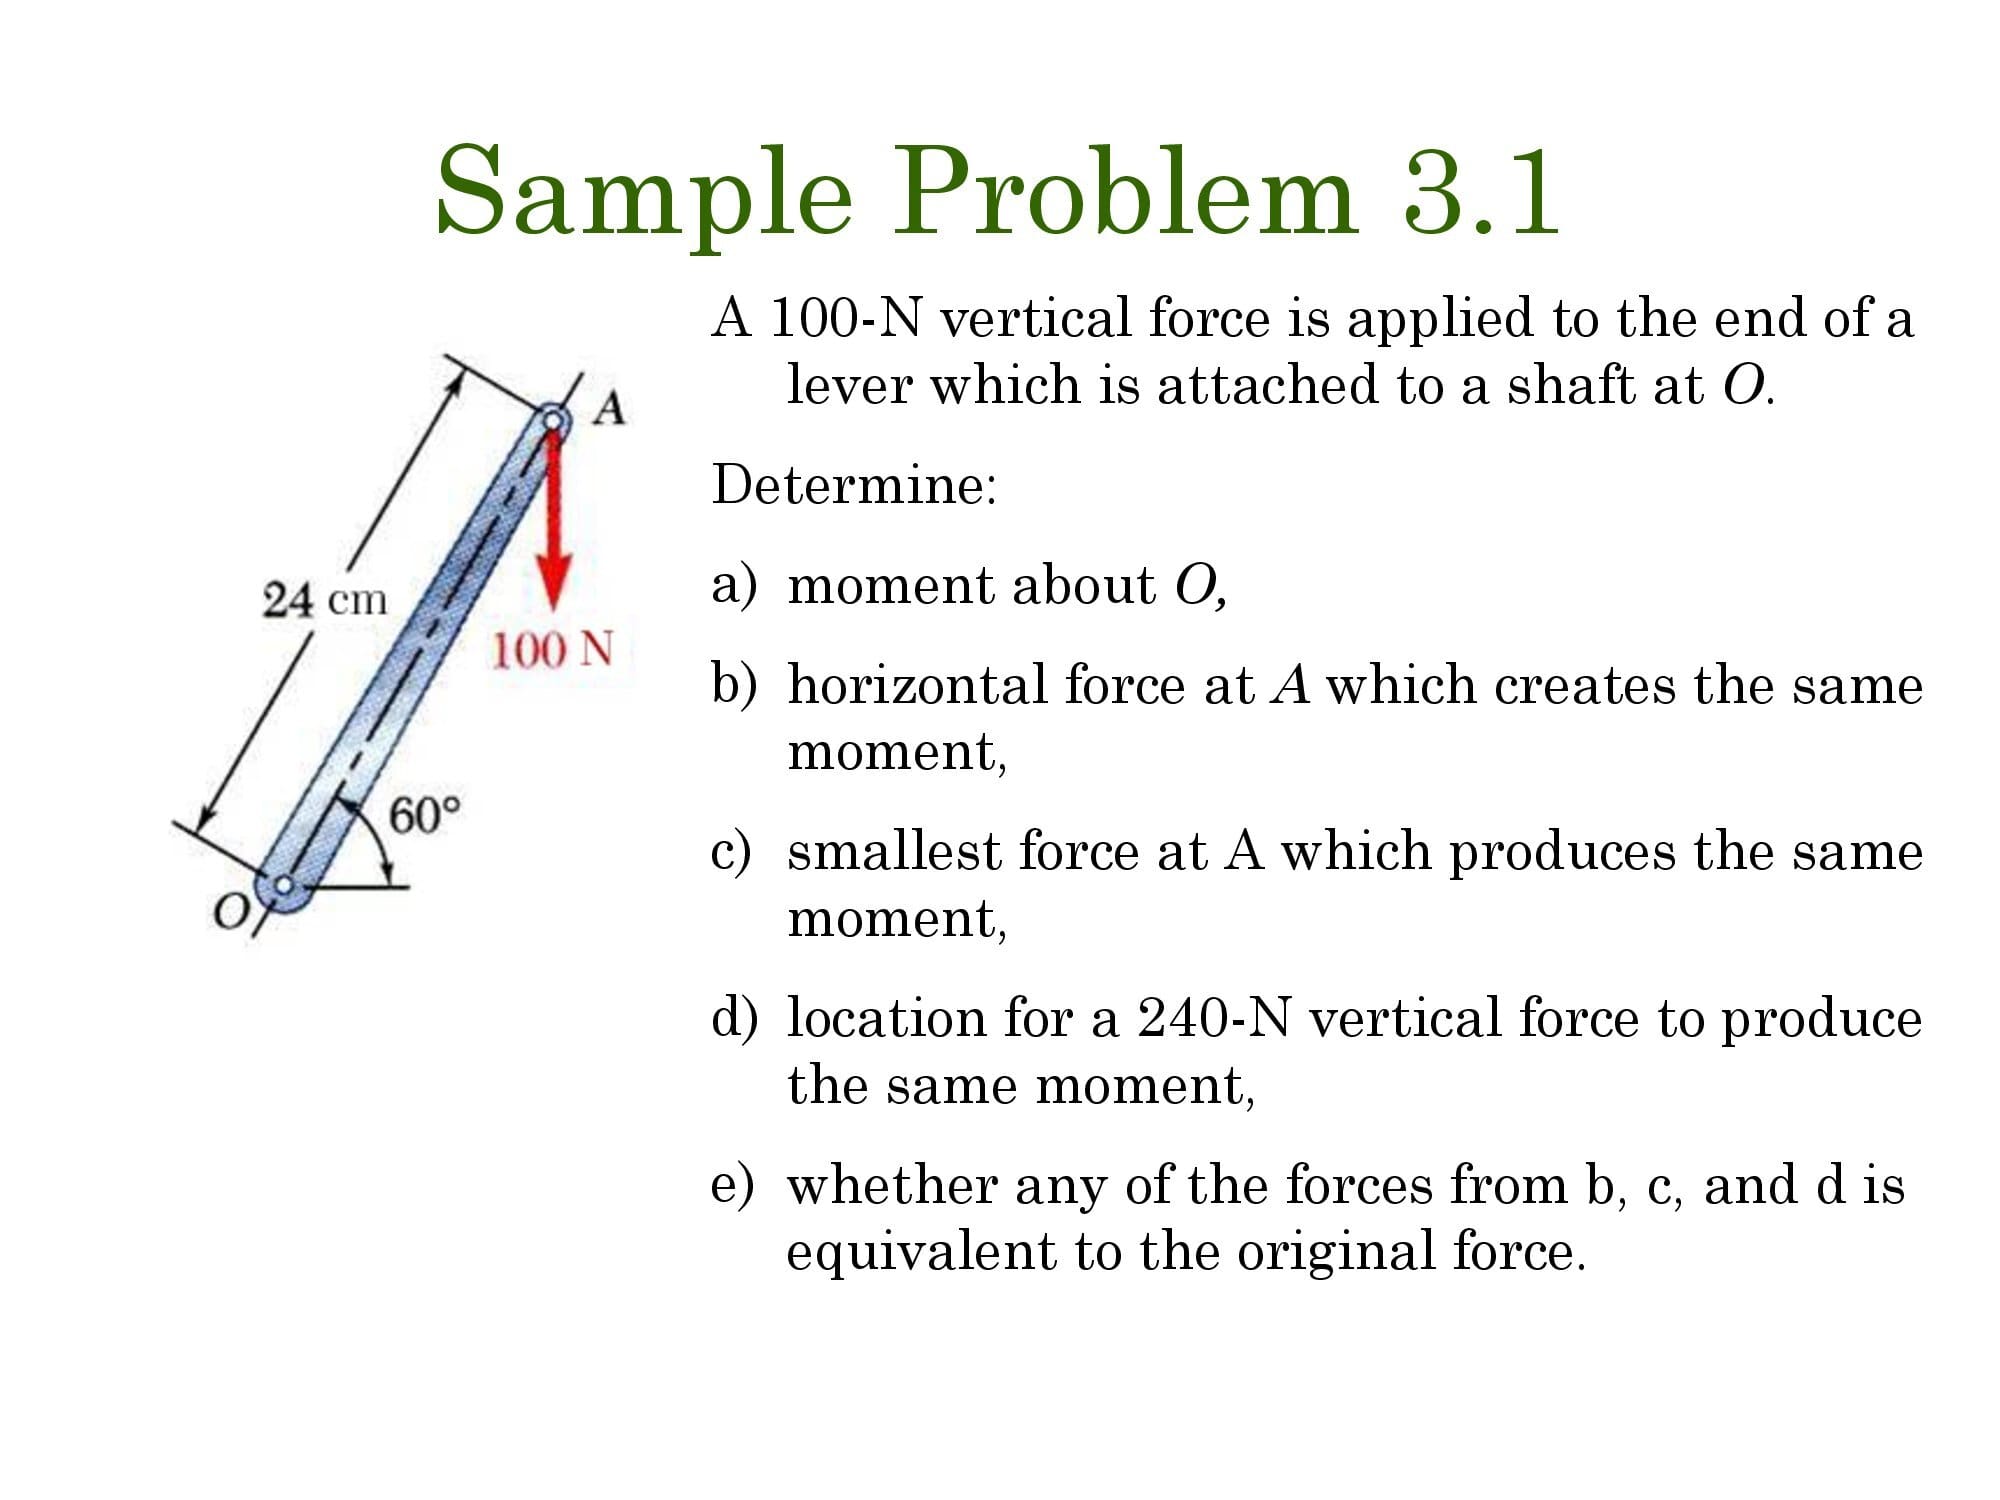 Sample Problem 3.1
A 100-N vertical force is applied to the end of a
lever which is attached to a shaft at O.
Determine:
a) moment about O,
b) horizontal force at A which creates the same
moment,
c) smallest force at A which produces the same
moment,
d) location for a 240-N vertical force to produce
the same moment,
e) whether any of the forces from b, c, and d is
equivalent to the original force.
A
24 cm
100 N
60°
O